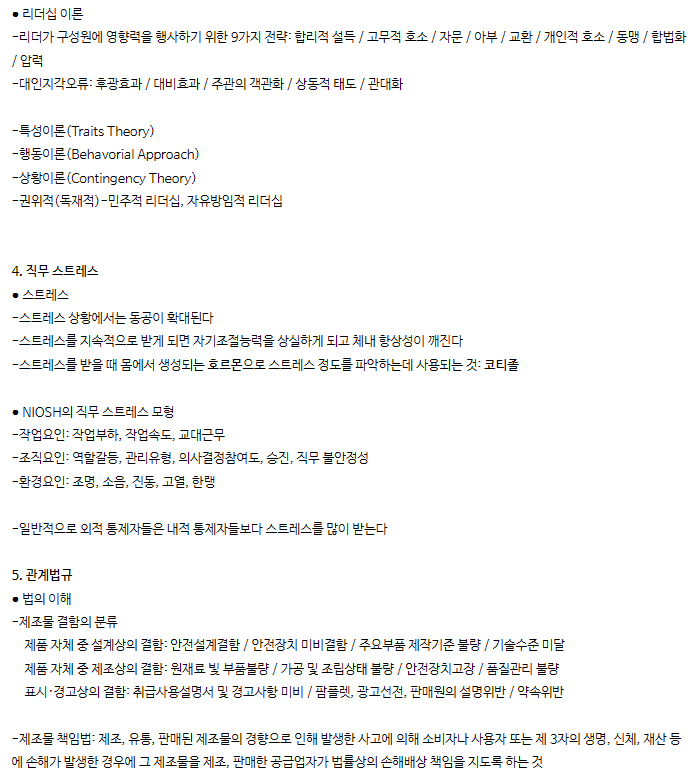 ● 리더십 이론
-리더가 구성원에 영향력을 행사하기 위한 9가지 전략: 합리적 설득 / 고무적 호소 / 자문 / 아부 / 교환 / 개인적 호소 / 동맹 / 합법화
/ 압력
-대인지각오류: 후광효과 / 대비효과 / 주관의 객관화 / 상동적 태도 / 관대화
-특성이론(Traits Theory)
-행동이론(Behavorial Approach)
-상황이론(Contingency Theory)
-권위적(독재적)-민주적 리더십, 자유방임적 리더십
4. 직무 스트레스
● 스트레스
-스트레스 상황에서는 동공이 확대된다
-스트레스를 지속적으로 받게 되면 자기조절능력을 상실하게 되고 체내 항상성이 깨진다
-스트레스를 받을 때 몸에서 생성되는 호르몬으로 스트레스 정도를 파악하는데 사용되는 것: 코티졸
● NIOSH의 직무 스트레스 모형
-작업요인: 작업부하, 작업속도, 교대근무
-조직요인: 역할갈등, 관리유형, 의사결정참여도, 승진, 직무 불안정성
-환경요인: 조명, 소음, 진동, 고열, 한랭
-일반적으로 외적 통제자들은 내적 통제자들보다 스트레스를 많이 받는다
5. 관계법규
● 법의 이해
-제조물 결함의 분류
제품 자체 중 설계상의 결함: 안전설계결함 / 안전장치 미비결함 / 주요부품 제작기준 불량 / 기술수준 미달
제품 자체 중 제조상의 결함: 원재료 빛 부품불량 / 가공 및 조립상태 불량 / 안전장치고장 / 품질관리 불량
표시·경고상의 결함: 취급사용설명서 및 경고사항 미비 / 팜플렛, 광고선전, 판매원의 설명위반 / 약속위반
-제조물 책임법: 제조, 유통, 판매된 제조물의 경향으로 인해 발생한 사고에 의해 소비자나 사용자 또는 제 3자의 생명, 신체, 재산 등
에 손해가 발생한 경우에 그 제조물을 제조, 판매한 공급업자가 법률상의 손해배상 책임을 지도록 하는 것